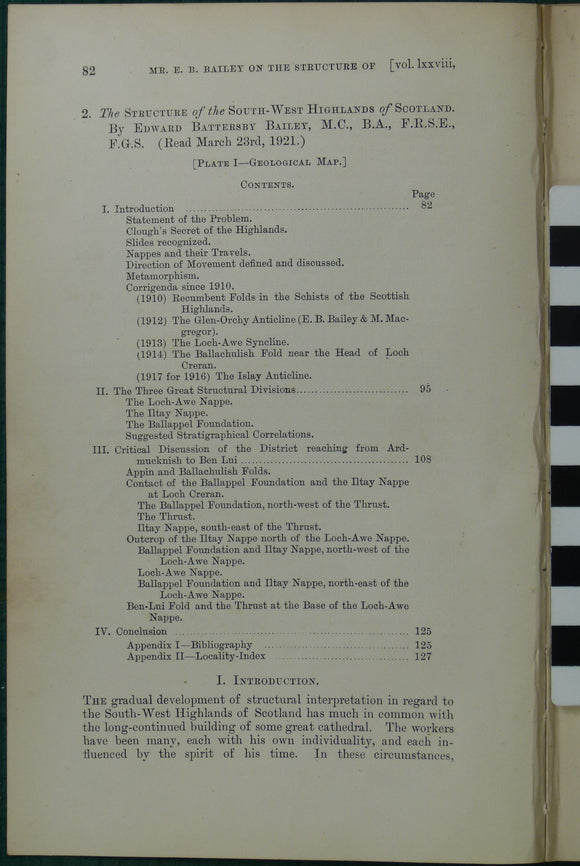 82 MR. E. B. BAILEY ON THE STRUCTURE OF [vol. lxxviii,
2. The STRUCTURE of the SOUTH-WEST HIGHLANDS of SCOTLAND.
By EDWARD BATTERSBY BAILEY, M.C., B.A., F.R.S.E.,
F.G.S. (Read March 23rd, 1921.)
[PLATE I—GEOLOGICAL MAP.]
CONTENTS.
Page
I. Introduction ............................................................ 82
Statement of the Problem.
Clough's Secret of the Highlands.
Slides recognized.
Nappes and their Travels.
Direction of Movement defined and discussed.
Metamorphism.
Corrigenda since 1910.
(1910) Recumbent Folds in the Schists of the Scottish
Highlands.
(1912) The Glen-Orchy Anticline (E. B. Bailey & M. Mac-
gregor).
(1913) The Loch-Awe Syncline.
(1914) The Ballachulish Fold near the Head of Loch
Creran.
(1917 for 1916) The Islay Anticline.
II. The Three Great Structural Divisions.............................. 95
The Loch-Awe Nappe.
The Iltay Nappe.
The Ballappel Foundation.
Suggested Stratigraphical Correlations.
III. Critical Discussion of the District reaching from Ard-
mucknish to Ben Lui ............................................. 108
Appin and Ballachulish Folds.
Contact of the Ballappel Foundation and the Iltay Nappe
at Loch Creran.
The Ballappel Foundation, north-west of the Thrust.
The Thrust.
Iltay Nappe, south-east of the Thrust.
Outcrop of the Iltay Nappe north of the Loch-Awe Nappe.
Ballappel Foundation and Iltay Nappe, north-west of the
Loch-Awe Nappe.
Loch-Awe Nappe.
Ballappel Foundation and Iltay Nappe, north-east of the
Loch-Awe Nappe.
Ben-Lui Fold and the Thrust at the Base of the Loch-Awe
Nappe.
IV. Conclusion ............................................................ 125
Appendix I—Bibliography ....................................... 125
Appendix II—Locality-Index .................................... 127
I. INTRODUCTION.
THE gradual development of structural interpretation in regard to
the South-West Highlands of Scotland has much in common with
the long-continued building of some great cathedral. The workers
have been many, each with his own individuality, and each in-
fluenced by the spirit of his time. In these circumstances,